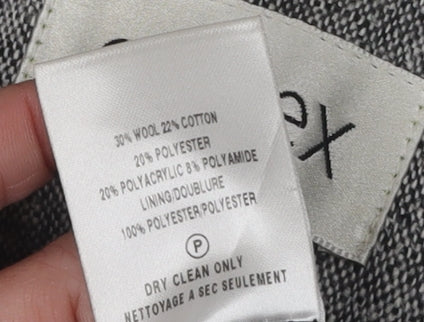 30% WOOL 22% COTTON
20% POLYESTER
20% POLYACRYLIC 8% POLYAMIDE
LINING/DOUBLURE
100% POLYESTER/POLYESTER
P
DRY CLEAN ONLY
NETTOYAGE A SEC SEULEMENT
ex